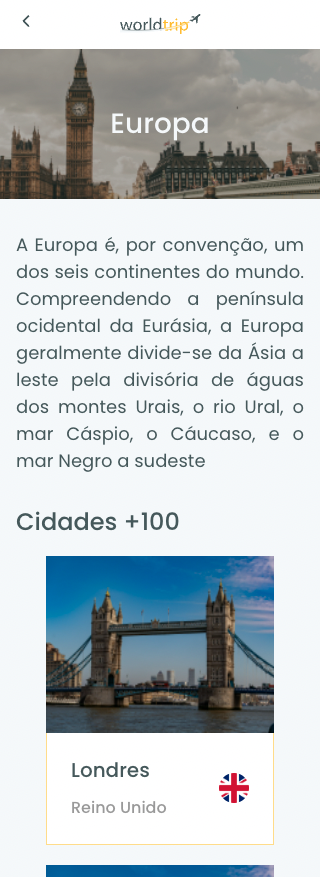 worldtrip
Europa
A Europa é, por convenção, um
dos seis continentes do mundo.
Compreendendo a península
ocidental da Eurásia, a Europa
geralmente divide-se da Ásia a
leste pela divisória de águas
dos montes Urais, o rio Ural, o
mar Cáspio, o Cáucaso, e o
mar Negro a sudeste
Cidades +100
Londres
Reino Unido